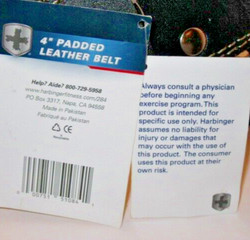 4" PADDED
LEATHER BELT
Help? Aide? 800-729-5958
www.harbingerfitness.com/284
PO Box 3317, Napa, CA 94558
Made in Pakistan
Fabriqué au Pakistan
CE
Always consult a physician
before beginning any
exercise program. This
product is intended for
specific use only. Harbinger
assumes no liability for
injury or damages that
may occur with the use of
this product. The consumer
uses this product at their
own risk.